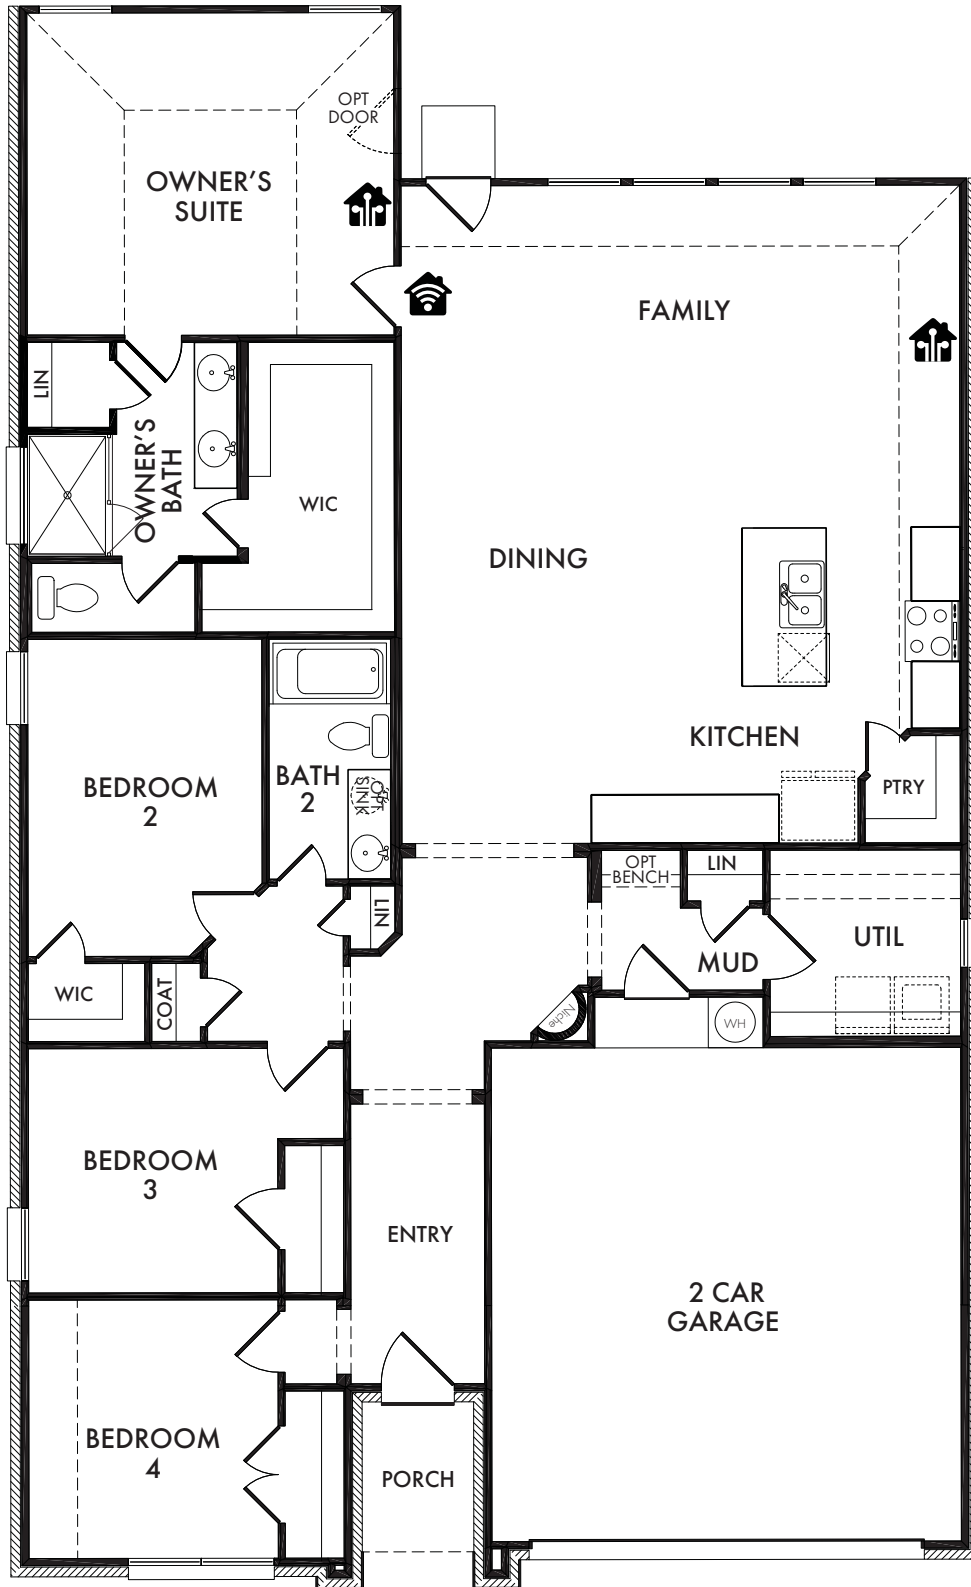 OPT
DOOR
OWNER'S
SUITE
FAMILY
LIN
OWNER'S
BATH
WIC
DINING
KITCHEN
BEDROOM
2
BATH
2
OPT
SINK
PTRY
OPT
BENCH
LIN
LIN
UTIL
MUD
WIC
COAT
Niche
WH
BEDROOM
3
ENTRY
2 CAR
GARAGE
BEDROOM
4
PORCH